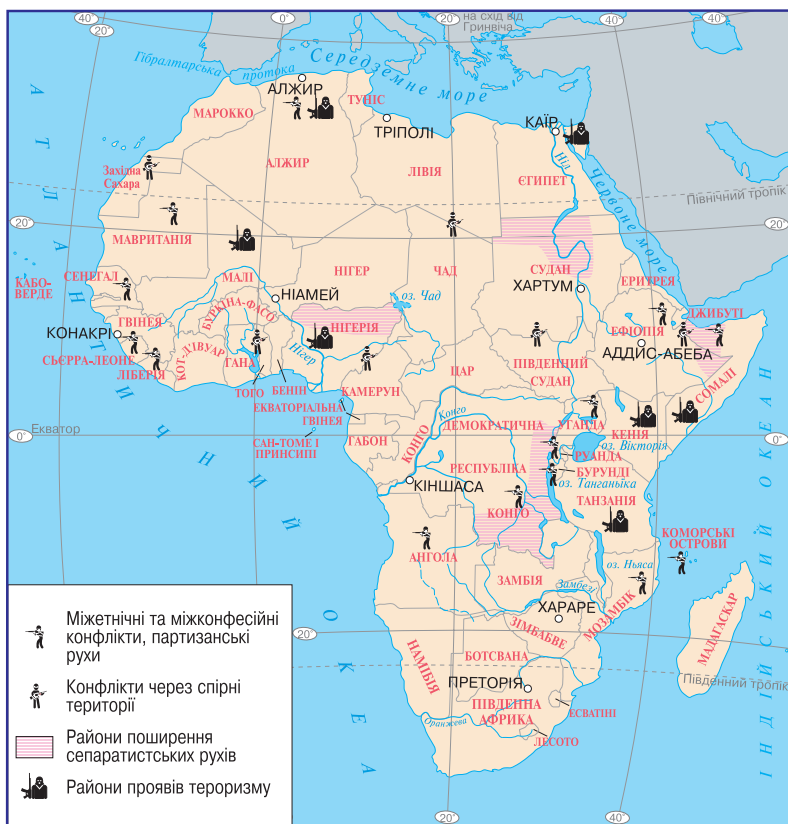 40°
20°
0°
20°
на схід від
Гринвіча
40°
40°
Гібралтарська протока
Середземне море
АТЛАНТИЧНИЙ ОКЕАН
АЛЖИР
ТУНІС
МАРОККО
ТРІПОЛІ
КАЇР
Західна
Сахара
АЛЖИР
ЛІВІЯ
ЄГИПЕТ
Ніл
Червоне море
Північний тропік
20°
20°
МАВРИТАНІЯ
КАБО-
ВЕРДЕ
СЕНЕГАЛ
МАЛІ
НІГЕР
ЧАД
СУДАН
ХАРТУМ
ЕРИТРЕЯ
оз. Чад
НІАМЕЙ
БУРКІНА-ФАСО
ДЖИБУТІ
КОНАКРІ
ГВІНЕЯ
НІГЕРІЯ
ЕФІОПІЯ
АДДИС-АБЕБА
СЬЄРРА-ЛЕОНЕ
ЛІБЕРІЯ
КОТ-Д'ІВУАР
ГАНА
Нігер
ТОГО
БЕНІН
КАМЕРУН
ЦАР
ПІВДЕННИЙ
СУДАН
СОМАЛІ
ЕКВАТОРІАЛЬНА
ГВІНЕЯ
Екватор
0°
0°
САН-ТОМЕ І
ПРИНСИПІ
ГАБОН
КОНГО
Конго
ДЕМОКРАТИЧНА
РЕСПУБЛІКА
КОНГО
УГАНДА
КЕНІЯ
оз. Вікторія
РУАНДА
БУРУНДІ
оз. Танганьїка
ТАНЗАНІЯ
КІНШАСА
АНГОЛА
ЗАМБІЯ
оз. Ньяса
КОМОРСЬКІ
ОСТРОВИ
Замбезі
ХАРАРЕ
МОЗАМБІК
МАДАГАСКАР
ІНДІЙСЬКИЙ ОКЕАН
20°
20°
ЗІМБАБВЕ
НАМІБІЯ
БОТСВАНА
ПРЕТОРІЯ
Південний тропік
ПІВДЕННА
АФРИКА
Оранжева
ЕСВАТІНІ
ЛЕСОТО
20°
40°
Міжетнічні та міжконфесійні
конфлікти, партизанські
рухи
Конфлікти через спірні
території
Райони поширення
сепаратистських рухів
Райони проявів тероризму